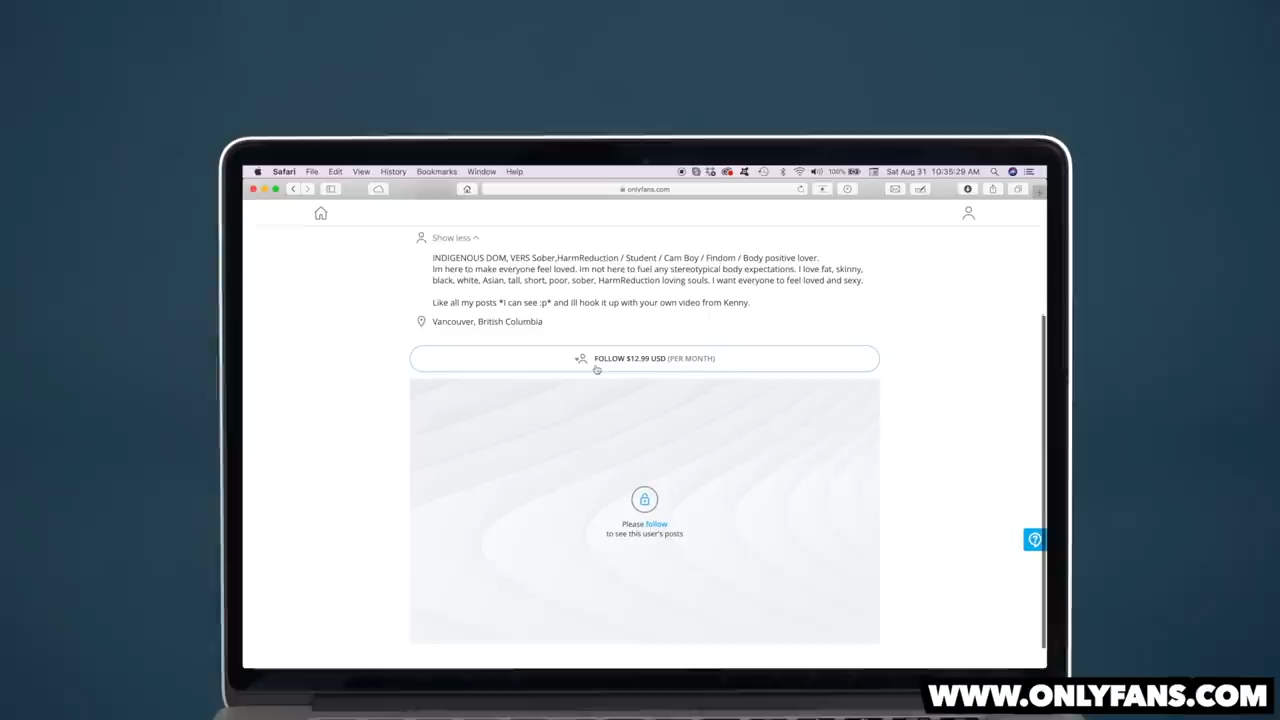 Safari File Edit View History Bookmarks Window Help 100% Sat Aug 31 10:35:29 AM
onlyfans.com
Show less
INDIGENOUS DOM, VERS Sober,HarmReduction / Student / Cam Boy / Findom / Body positive lover.
Im here to make everyone feel loved. Im not here to fuel any stereotypical body expectations. I love fat, skinny,
black, white, Asian, tall, short, poor, sober, HarmReduction loving souls. I want everyone to feel loved and sexy.
Like all my posts *I can see :p* and Ill hook it up with your own video from Kenny.
Vancouver, British Columbia
FOLLOW $12.99 USD (PER MONTH)
Please follow
to see this user's posts
WWW.ONLYFANS.COM